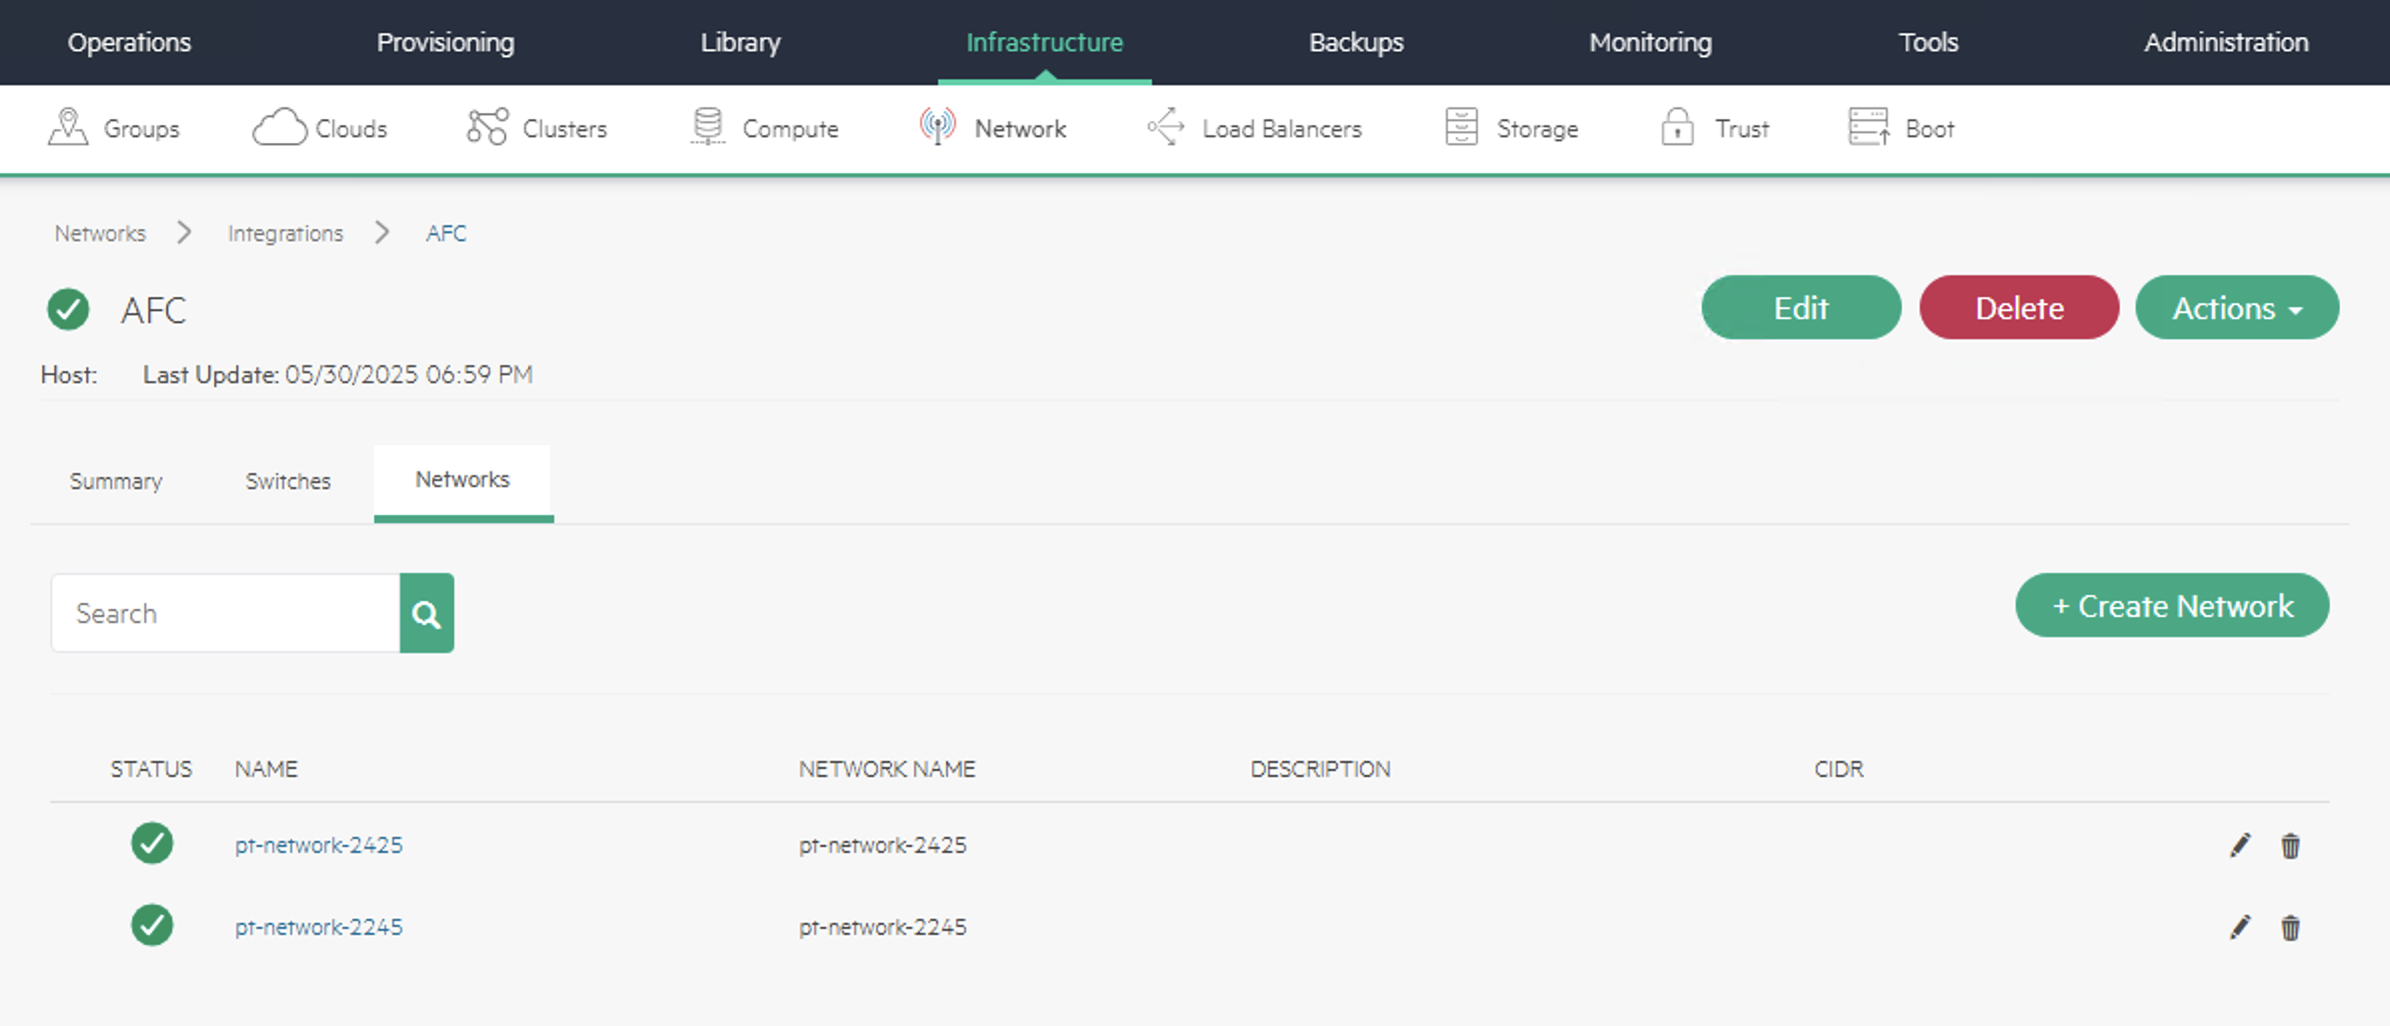 Operations Provisioning Library Infrastructure Backups Monitoring Tools Administration
Groups Clouds Clusters Compute Network Load Balancers Storage Trust Boot
Networks Integrations AFC
AFC
Edit Delete Actions
Host: Last Update: 05/30/2025 06:59 PM
Summary Switches Networks
Search
+ Create Network
STATUS NAME NETWORK NAME DESCRIPTION CIDR
pt-network-2425 pt-network-2425
pt-network-2245 pt-network-2245